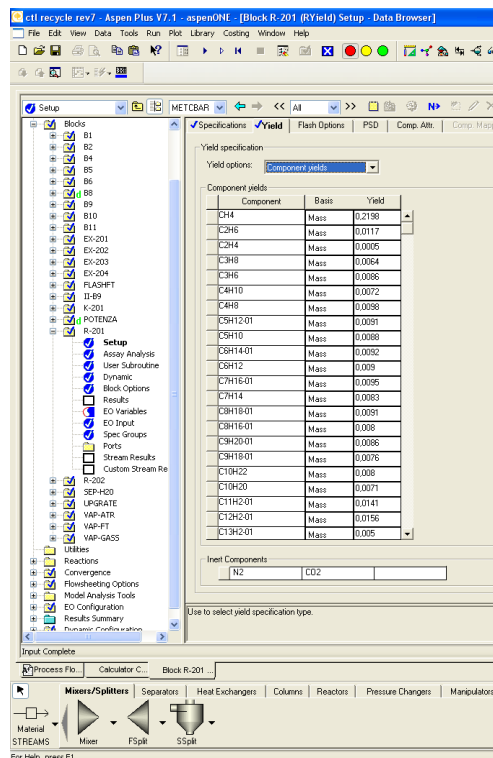 ctl recycle rev7 - Aspen Plus V7.1 - aspenONE - [Block R-201 (RYield) Setup - Data Browser]
File Edit View Data Tools Run Plot Library Costing Window Help
Setup METCBAR All N>
Blocks
B1
B2
B4
B5
B6
B8
B9
B10
B11
EX-201
EX-202
EX-203
EX-204
FLASHFT
II-B9
K-201
POTENZA
R-201
Setup
Assay Analysis
User Subroutine
Dynamic
Block Options
Results
EO Variables
EO Input
Spec Groups
Ports
Stream Results
Custom Stream Re
R-202
SEP-H20
UPGRATE
VAP-ATR
VAP-FT
VAP-GASS
Utilities
Reactions
Convergence
Flowsheeting Options
Model Analysis Tools
EO Configuration
Results Summary
Dynamic Configuration
Specifications Yield Flash Options PSD Comp. Attr. Comp. Mapp
Yield specification
Yield options: Component yields
Component yields
Component Basis Yield
CH4 Mass 0,2198
C2H6 Mass 0,0117
C2H4 Mass 0,0005
C3H8 Mass 0,0064
C3H6 Mass 0,0086
C4H10 Mass 0,0072
C4H8 Mass 0,0098
C5H12-01 Mass 0,0091
C5H10 Mass 0,0088
C6H14-01 Mass 0,0092
C6H12 Mass 0,009
C7H16-01 Mass 0,0095
C7H14 Mass 0,0083
C8H18-01 Mass 0,0091
C8H16-01 Mass 0,008
C9H20-01 Mass 0,0086
C9H18-01 Mass 0,0076
C10H22 Mass 0,008
C10H20 Mass 0,0071
C11H2-01 Mass 0,0141
C12H2-01 Mass 0,0156
C13H2-01 Mass 0,005
Inert Components
N2 CO2
Use to select yield specification type.
Input Complete
Process Flo... Calculator C... Block R-201 ...
Mixers/Splitters Separators Heat Exchangers Columns Reactors Pressure Changers Manipulators
Material
STREAMS Mixer FSplit SSplit
For Help, press F1